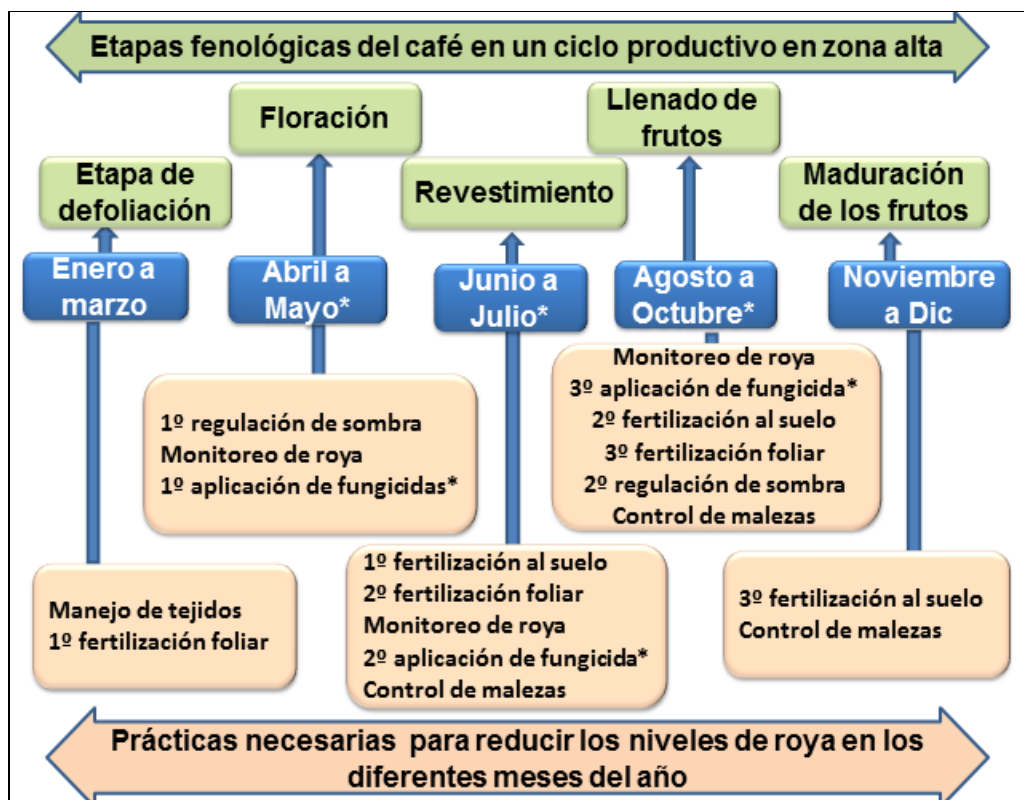 Etapas fenológicas del café en un ciclo productivo en zona alta
Floración
Llenado de
frutos
Etapa de
defoliación
Revestimiento
Maduración
de los frutos
Enero a
marzo
Abril a
Mayo*
Junio a
Julio*
Agosto a
Octubre*
Noviembre
a Dic
Monitoreo de roya
3º aplicación de fungicida*
2º fertilización al suelo
3º fertilización foliar
2º regulación de sombra
Control de malezas
1º regulación de sombra
Monitoreo de roya
1º aplicación de fungicidas*
1º fertilización al suelo
2º fertilización foliar
Monitoreo de roya
2º aplicación de fungicida*
Control de malezas
Manejo de tejidos
1º fertilización foliar
3º fertilización al suelo
Control de malezas
Prácticas necesarias para reducir los niveles de roya en los
diferentes meses del año